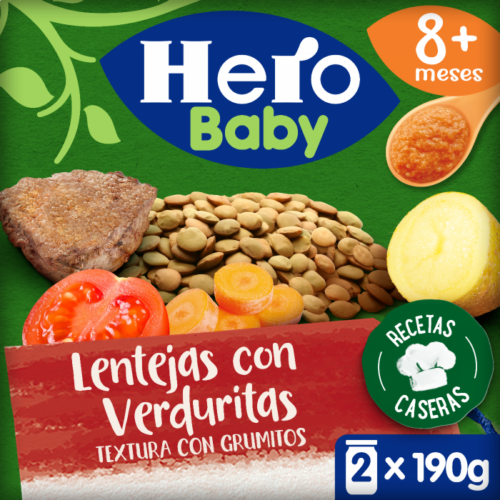 Hero
Baby
8+
meses
Lentejas con
Verduritas
TEXTURA CON GRUMITOS
RECETAS
CASERAS
2 x 190g